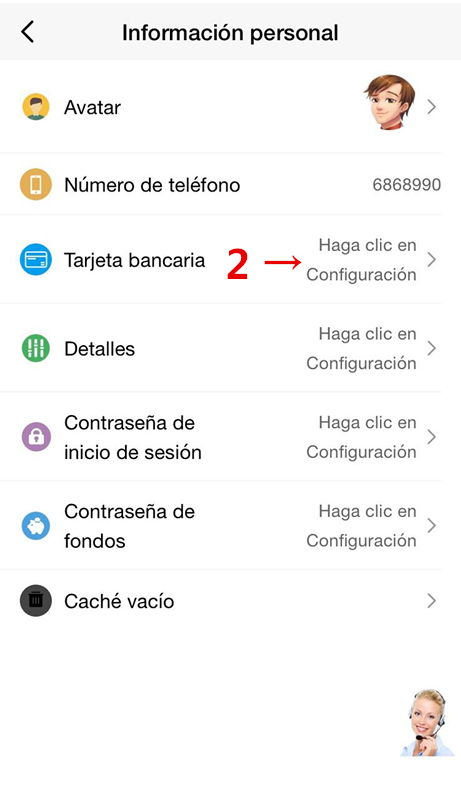 Información personal
Avatar
Número de teléfono 6868990
Haga clic en
Tarjeta bancaria 2 → Configuración
Haga clic en
Detalles Configuración
Contraseña de Haga clic en
inicio de sesión Configuración
Contraseña de Haga clic en
fondos Configuración
Caché vacío